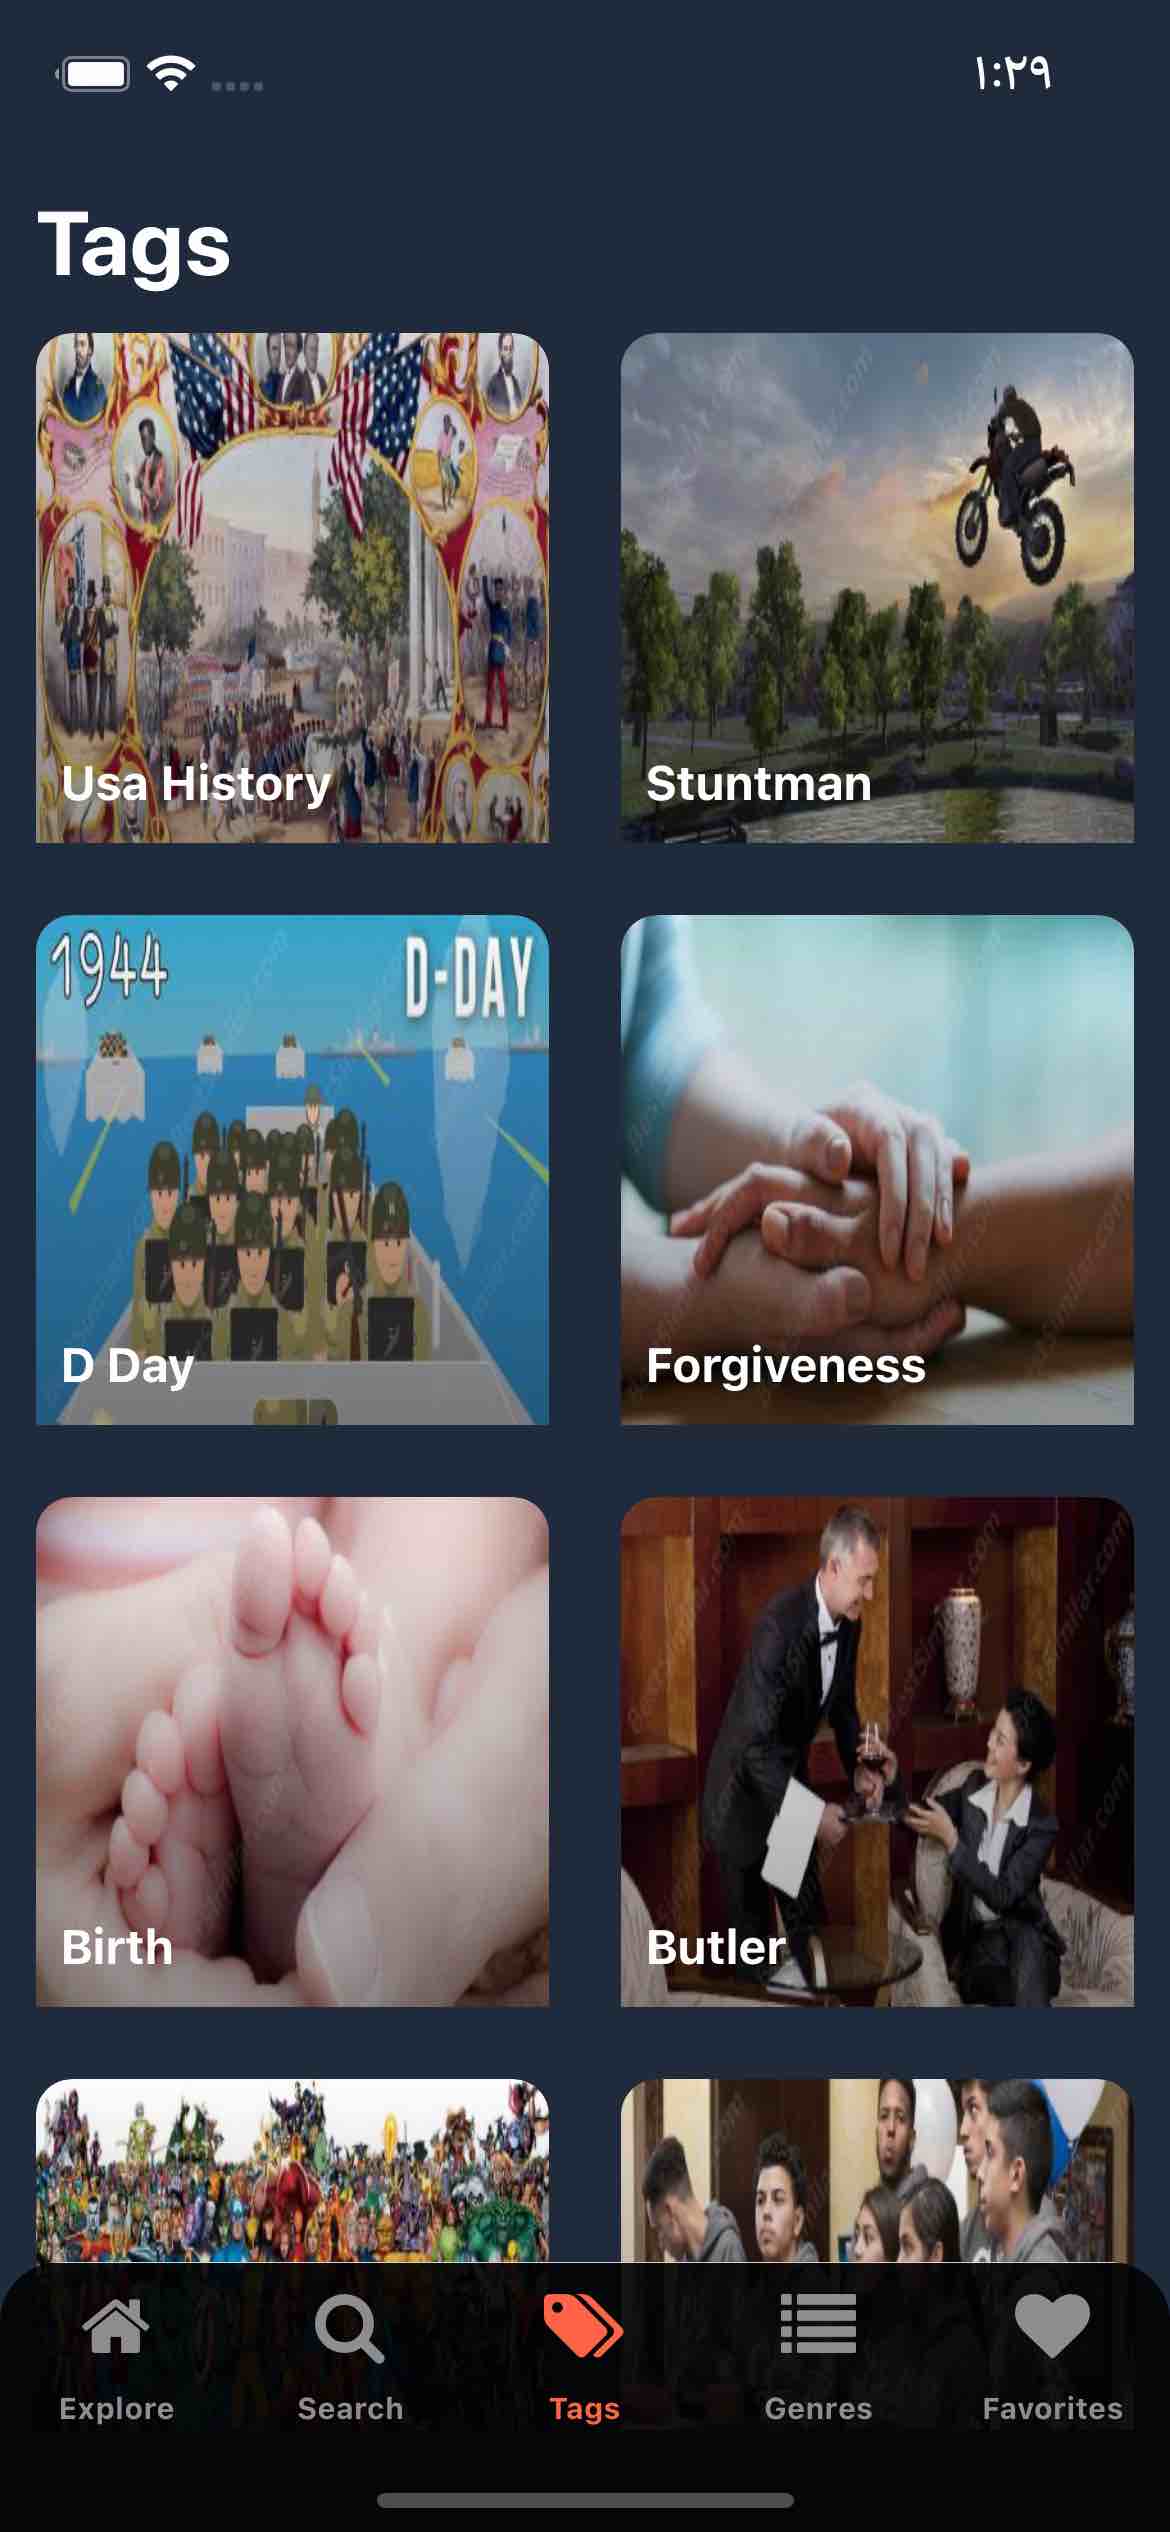 ۱:۲۹
Tags
Usa History
Stuntman
1944
D-DAY
D Day
Forgiveness
Birth
Butler
Explore
Search
Tags
Genres
Favorites